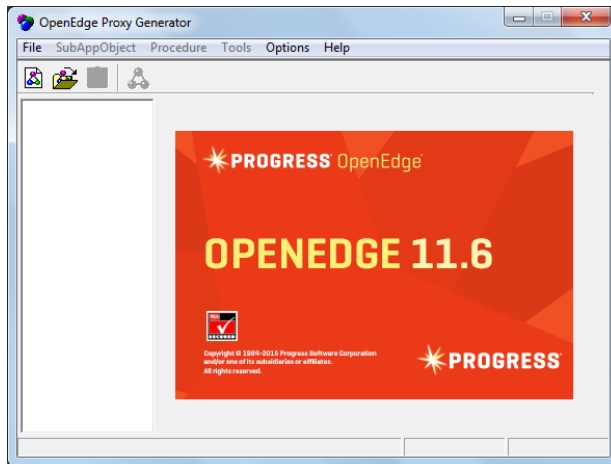 OpenEdge Proxy Generator
File SubAppObject Procedure Tools Options Help
PROGRESS OpenEdge
OPENEDGE 11.6
SECURED
Copyright © 1984-2015 Progress Software Corporation
and/or one of its subsidiaries or affiliates.
All rights reserved.
PROGRESS